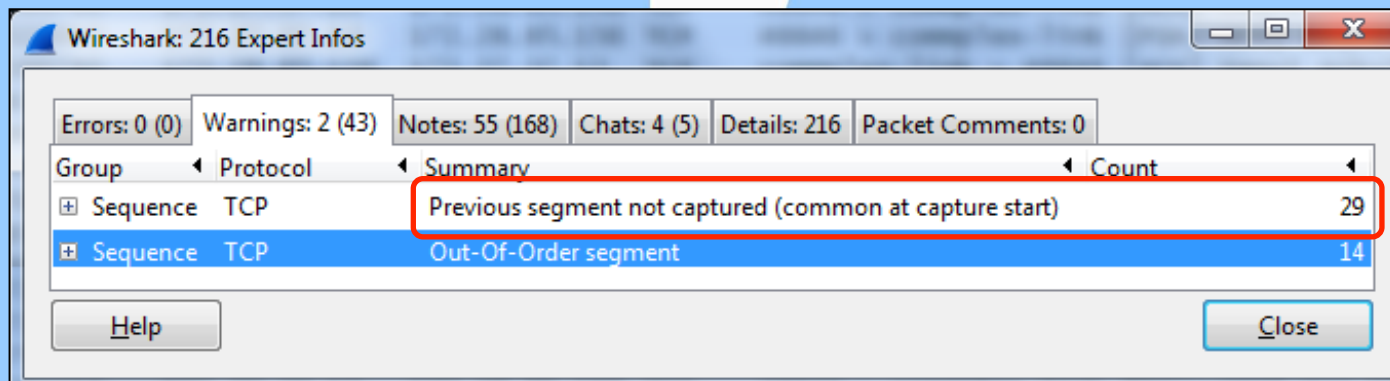 Wireshark: 216 Expert Infos
Errors: 0 (0) Warnings: 2 (43) Notes: 55 (168) Chats: 4 (5) Details: 216 Packet Comments: 0
Group Protocol Summary Count
Sequence TCP Previous segment not captured (common at capture start) 29
Sequence TCP Out-Of-Order segment 14
Help Close